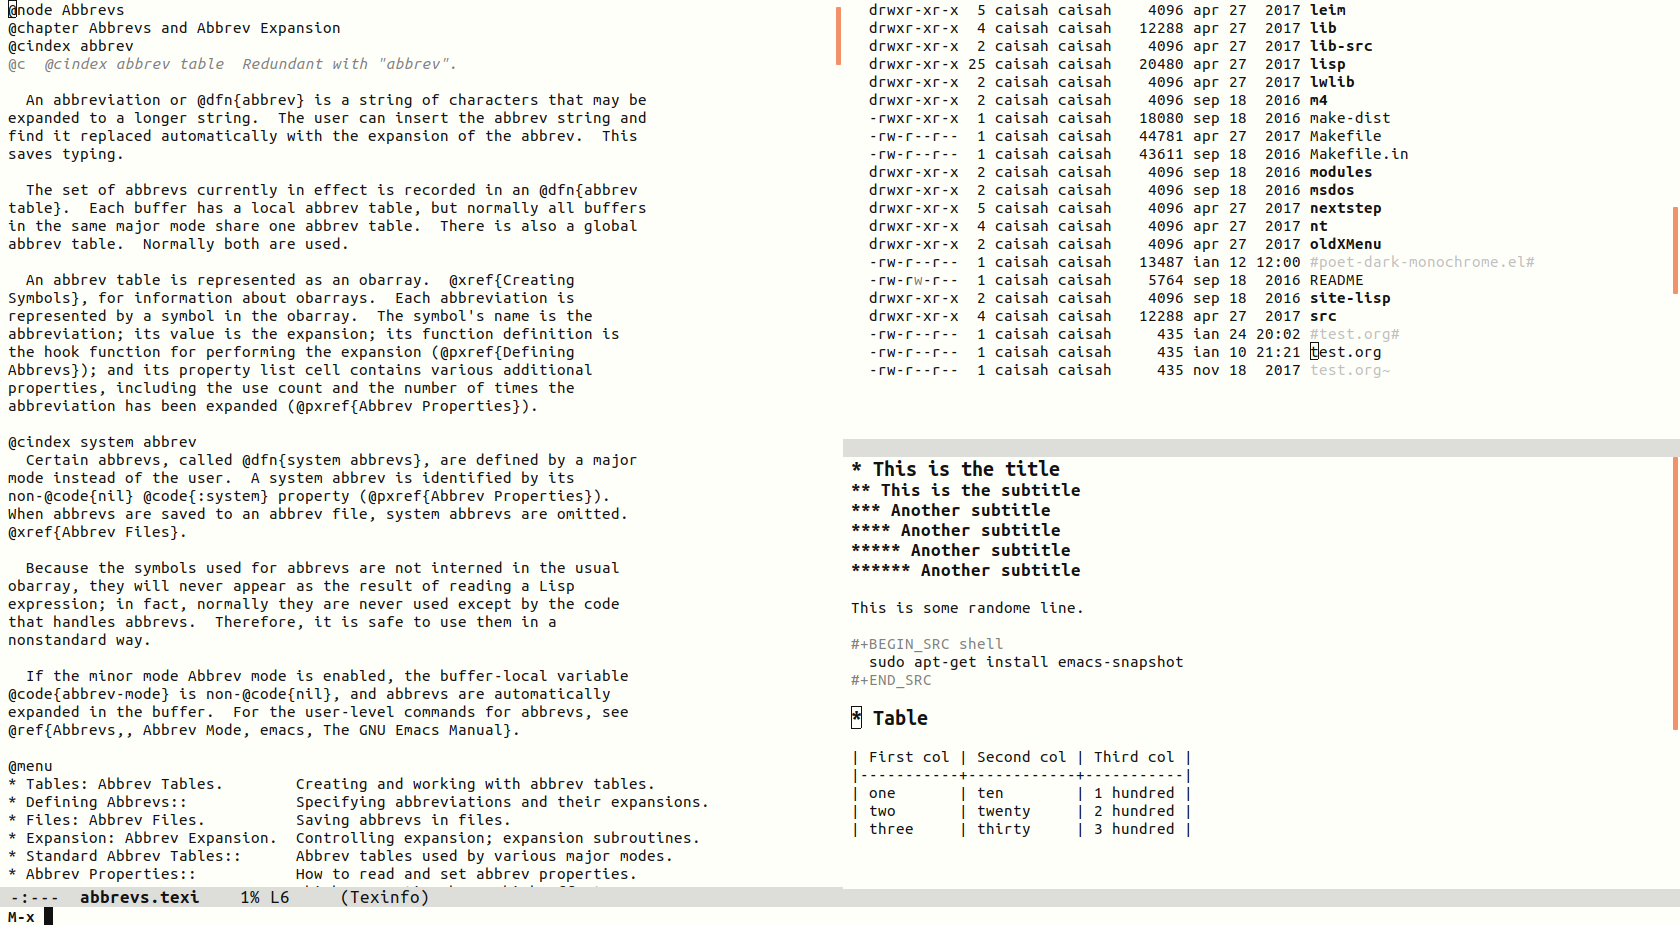 @node Abbrevs
@chapter Abbrevs and Abbrev Expansion
@cindex abbrev
@c  @cindex abbrev table  Redundant with "abbrev".

  An abbreviation or @dfn{abbrev} is a string of characters that may be
expanded to a longer string.  The user can insert the abbrev string and
find it replaced automatically with the expansion of the abbrev.  This
saves typing.

  The set of abbrevs currently in effect is recorded in an @dfn{abbrev
table}.  Each buffer has a local abbrev table, but normally all buffers
in the same major mode share one abbrev table.  There is also a global
abbrev table.  Normally both are used.

  An abbrev table is represented as an obarray.  @xref{Creating
Symbols}, for information about obarrays.  Each abbreviation is
represented by a symbol in the obarray.  The symbol's name is the
abbreviation; its value is the expansion; its function definition is
the hook function for performing the expansion (@pxref{Defining
Abbrevs}); and its property list cell contains various additional
properties, including the use count and the number of times the
abbreviation has been expanded (@pxref{Abbrev Properties}).

@cindex system abbrev
  Certain abbrevs, called @dfn{system abbrevs}, are defined by a major
mode instead of the user.  A system abbrev is identified by its
non-@code{nil} @code{:system} property (@pxref{Abbrev Properties}).
When abbrevs are saved to an abbrev file, system abbrevs are omitted.
@xref{Abbrev Files}.

  Because the symbols used for abbrevs are not interned in the usual
obarray, they will never appear as the result of reading a Lisp
expression; in fact, normally they are never used except by the code
that handles abbrevs.  Therefore, it is safe to use them in a
nonstandard way.

  If the minor mode Abbrev mode is enabled, the buffer-local variable
@code{abbrev-mode} is non-@code{nil}, and abbrevs are automatically
expanded in the buffer.  For the user-level commands for abbrevs, see
@ref{Abbrevs,, Abbrev Mode, emacs, The GNU Emacs Manual}.

@menu
* Tables: Abbrev Tables.        Creating and working with abbrev tables.
* Defining Abbrevs::            Specifying abbreviations and their expansions.
* Files: Abbrev Files.          Saving abbrevs in files.
* Expansion: Abbrev Expansion.  Controlling expansion; expansion subroutines.
* Standard Abbrev Tables::      Abbrev tables used by various major modes.
* Abbrev Properties::           How to read and set abbrev properties.
-:---  abbrevs.texi    1% L6     (Texinfo)
M-x
drwxr-xr-x  5 caisah caisah    4096 apr 27  2017 leim
drwxr-xr-x  4 caisah caisah   12288 apr 27  2017 lib
drwxr-xr-x  2 caisah caisah    4096 apr 27  2017 lib-src
drwxr-xr-x 25 caisah caisah   20480 apr 27  2017 lisp
drwxr-xr-x  2 caisah caisah    4096 apr 27  2017 lwlib
drwxr-xr-x  2 caisah caisah    4096 sep 18  2016 m4
-rwxr-xr-x  1 caisah caisah   18080 sep 18  2016 make-dist
-rw-r--r--  1 caisah caisah   44781 apr 27  2017 Makefile
-rw-r--r--  1 caisah caisah   43611 sep 18  2016 Makefile.in
drwxr-xr-x  2 caisah caisah    4096 sep 18  2016 modules
drwxr-xr-x  2 caisah caisah    4096 sep 18  2016 msdos
drwxr-xr-x  5 caisah caisah    4096 apr 27  2017 nextstep
drwxr-xr-x  4 caisah caisah    4096 apr 27  2017 nt
drwxr-xr-x  2 caisah caisah    4096 apr 27  2017 oldXMenu
-rw-r--r--  1 caisah caisah   13487 ian 12 12:00 #poet-dark-monochrome.el#
-rw-rw-r--  1 caisah caisah    5764 sep 18  2016 README
drwxr-xr-x  2 caisah caisah    4096 sep 18  2016 site-lisp
drwxr-xr-x  4 caisah caisah   12288 apr 27  2017 src
-rw-r--r--  1 caisah caisah     435 ian 24 20:02 #test.org#
-rw-r--r--  1 caisah caisah     435 ian 10 21:21 test.org
-rw-r--r--  1 caisah caisah     435 nov 18  2017 test.org~
* This is the title
** This is the subtitle
*** Another subtitle
**** Another subtitle
***** Another subtitle
****** Another subtitle

This is some randome line.

#+BEGIN_SRC shell
  sudo apt-get install emacs-snapshot
#+END_SRC

* Table

| First col | Second col | Third col |
|-----------+------------+-----------|
| one       | ten        | 1 hundred |
| two       | twenty     | 2 hundred |
| three     | thirty     | 3 hundred |